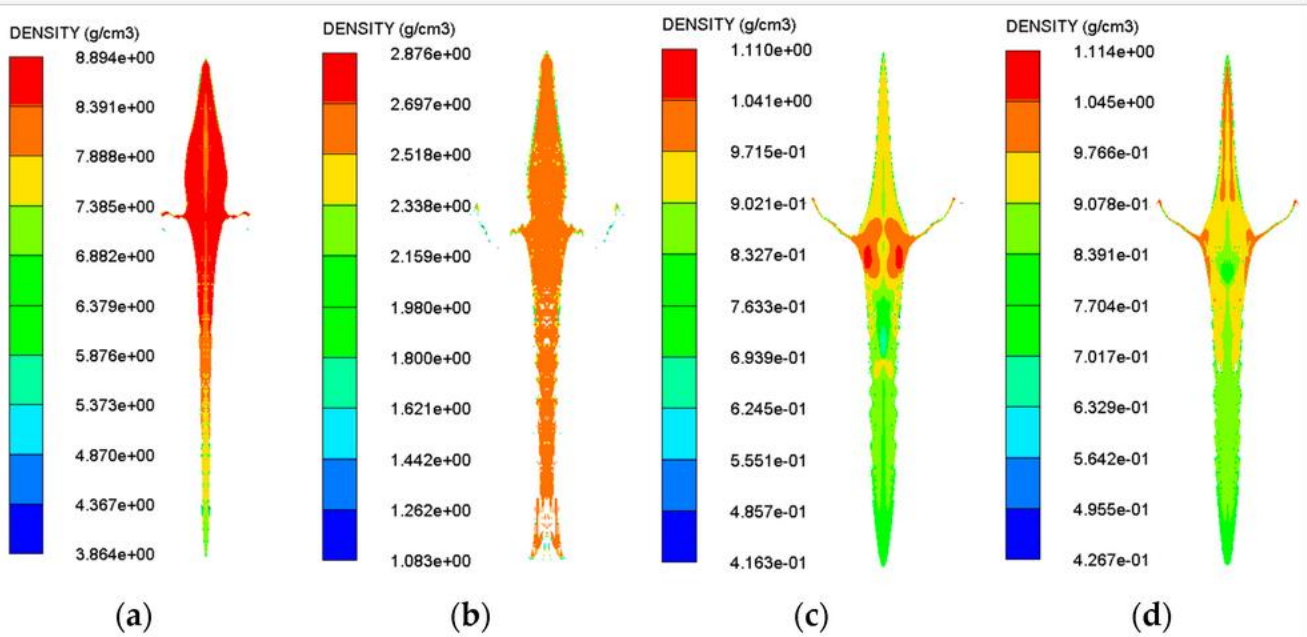 DENSITY (g/cm3)
8.894e+00
8.391e+00
7.888e+00
7.385e+00
6.882e+00
6.379e+00
5.876e+00
5.373e+00
4.870e+00
4.367e+00
3.864e+00
(a)
DENSITY (g/cm3)
2.876e+00
2.697e+00
2.518e+00
2.338e+00
2.159e+00
1.980e+00
1.800e+00
1.621e+00
1.442e+00
1.262e+00
1.083e+00
(b)
DENSITY (g/cm3)
1.110e+00
1.041e+00
9.715e-01
9.021e-01
8.327e-01
7.633e-01
6.939e-01
6.245e-01
5.551e-01
4.857e-01
4.163e-01
(c)
DENSITY (g/cm3)
1.114e+00
1.045e+00
9.766e-01
9.078e-01
8.391e-01
7.704e-01
7.017e-01
6.329e-01
5.642e-01
4.955e-01
4.267e-01
(d)